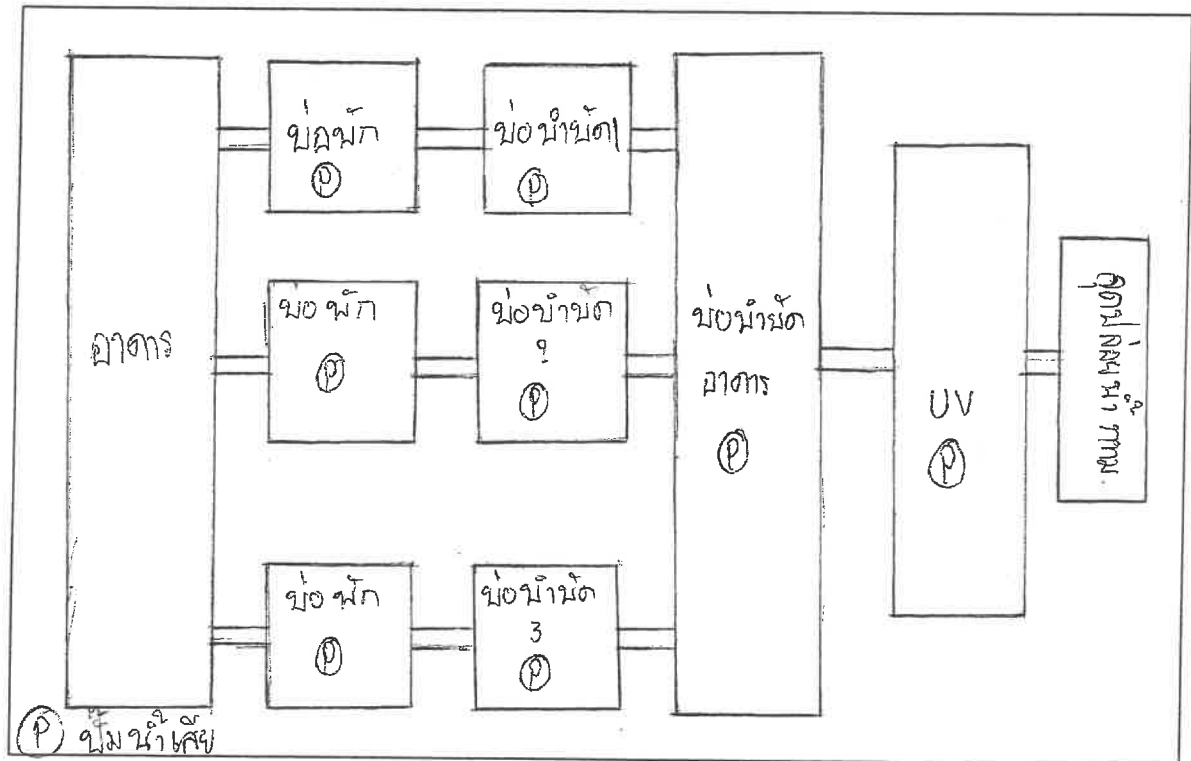 อาคาร
บ่อพัก
P
บ่อบำบัด1
P
บ่อพัก
P
บ่อบำบัด
2
P
บ่อพัก
P
บ่อบำบัด
3
P
บ่อบำบัด
อาคาร
P
UV
P
จุดปล่อยน้ำ กทม.
P ปั๊มน้ำเสีย